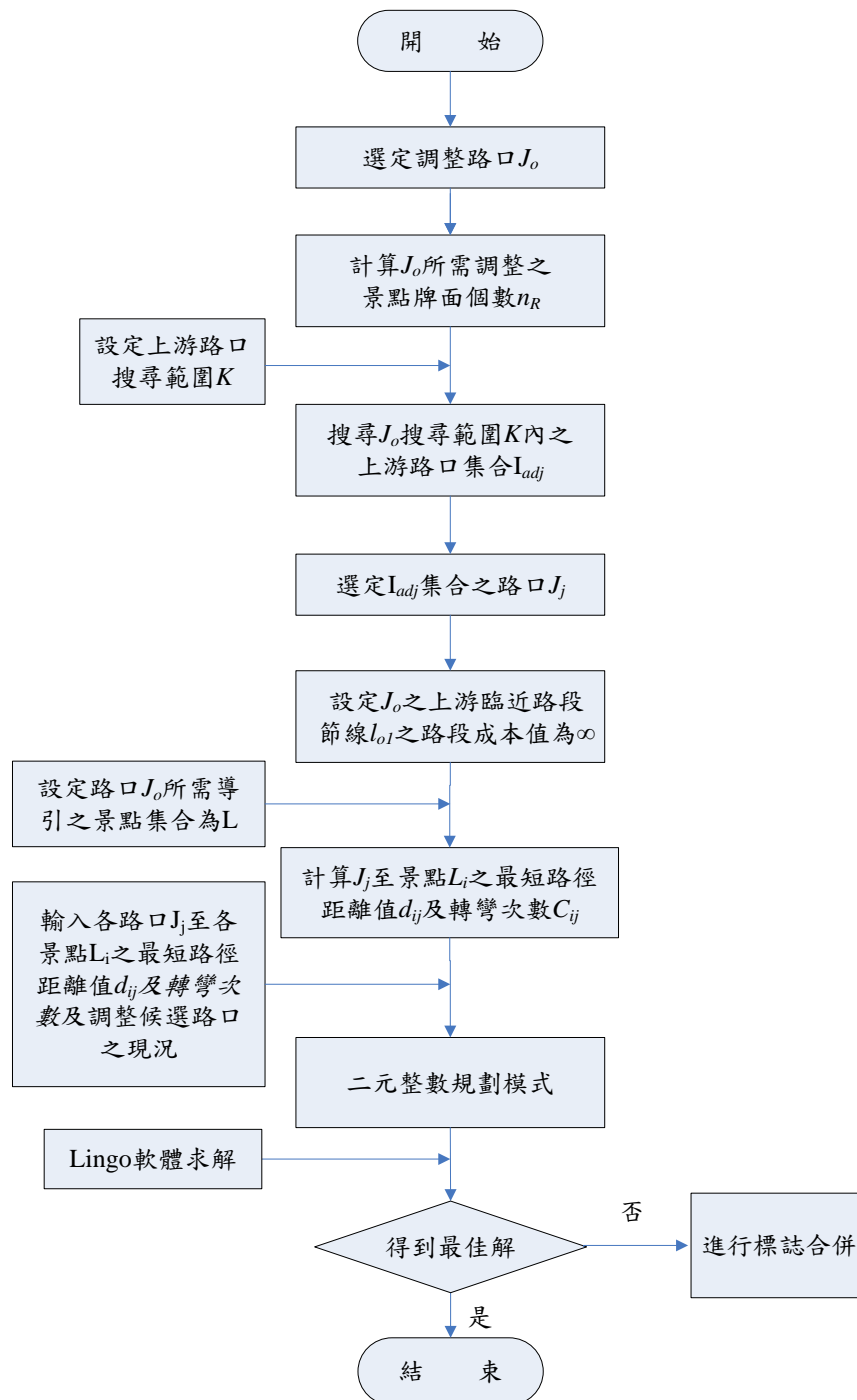 開 始
選定調整路口Jo
計算Jo所需調整之
景點牌面個數nR
設定上游路口
搜尋範圍K
搜尋Jo搜尋範圍K內之
上游路口集合Iadj
選定Iadj集合之路口Jj
設定Jo之上游臨近路段
節線lo1之路段成本值為∞
設定路口Jo所需導
引之景點集合為L
計算Jj至景點Li之最短路徑
距離值dij及轉彎次數Cij
輸入各路口Jj至各
景點Li之最短路徑
距離值dij及轉彎次
數及調整候選路口
之現況
二元整數規劃模式
Lingo軟體求解
得到最佳解
否
進行標誌合併
是
結 束